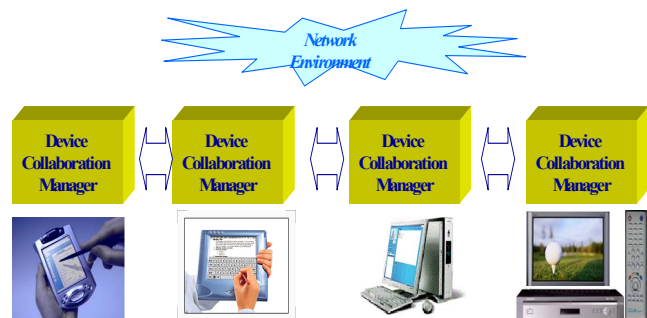 Network
Environment
Device
Collaboration
Manager
Device
Collaboration
Manager
Device
Collaboration
Manager
Device
Collaboration
Manager